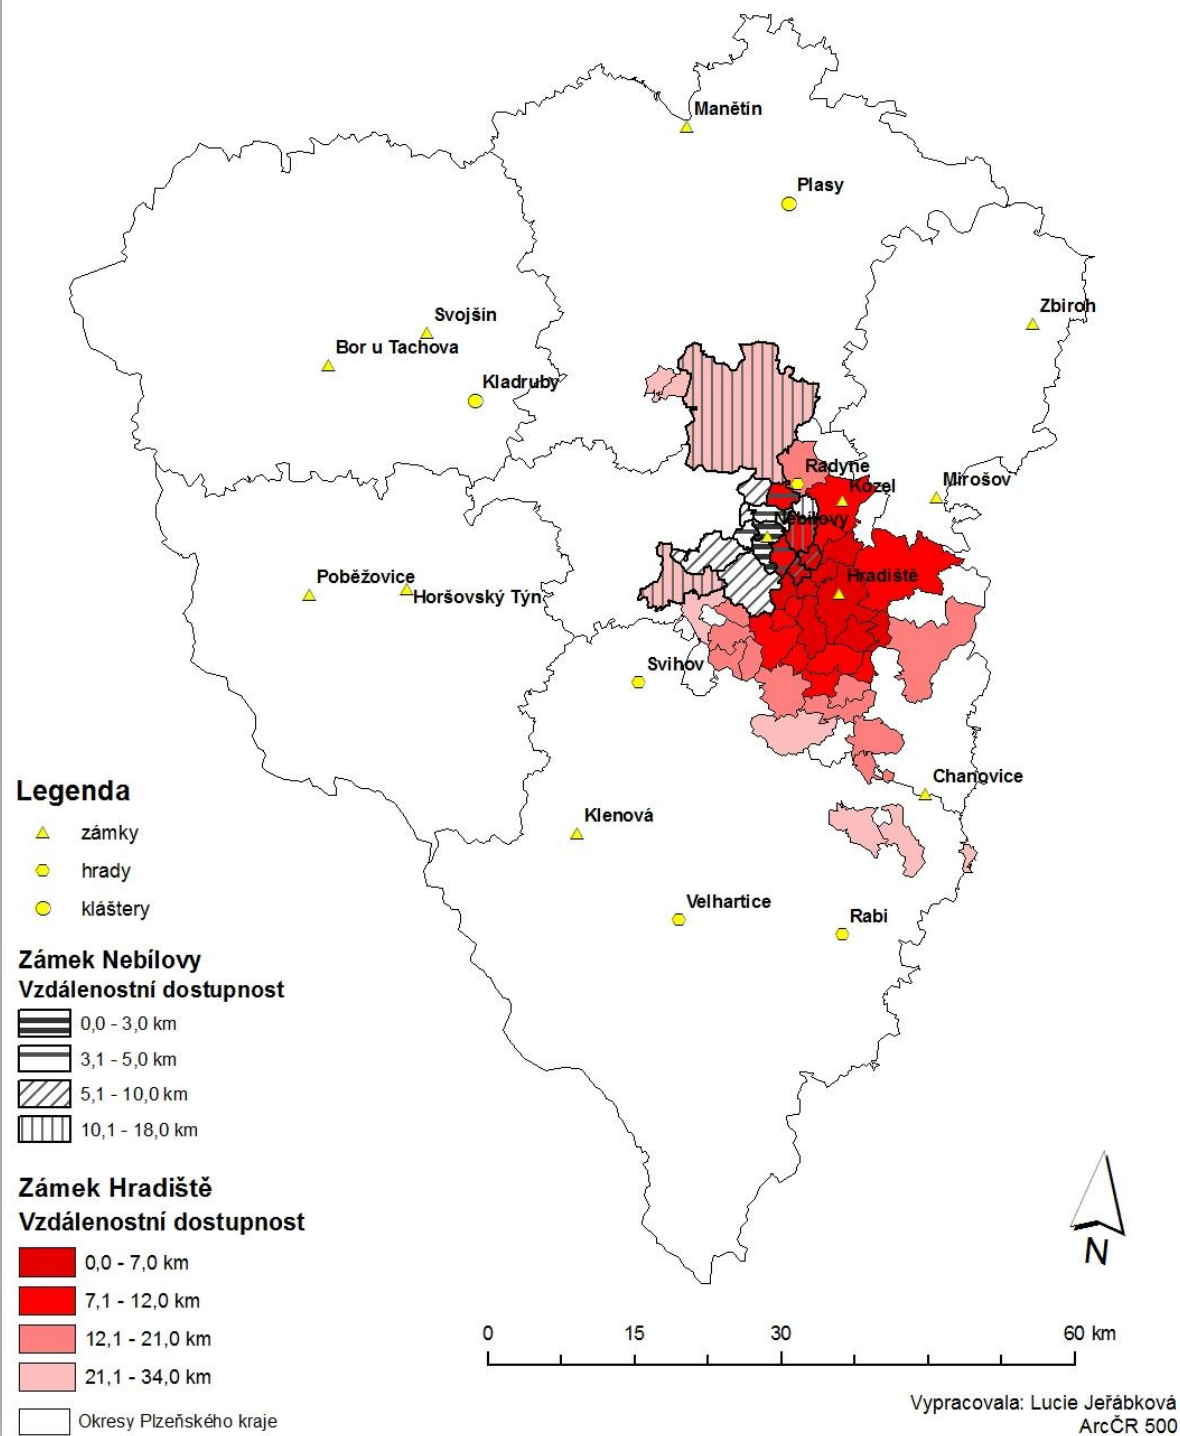 Manětín
Plasy
Zbiroh
Svojšín
Bor u Tachova
Kladruby
Radyne
Kozel
Mirošov
Nebílovy
Poběžovice
Horšovský Týn
Hradiště
Svihov
Chanovice
Klenová
Velhartice
Rabi
Legenda
zámky
hrady
kláštery
Zámek Nebílovy
Vzdálenostní dostupnost
0,0 - 3,0 km
3,1 - 5,0 km
5,1 - 10,0 km
10,1 - 18,0 km
Zámek Hradiště
Vzdálenostní dostupnost
0,0 - 7,0 km
7,1 - 12,0 km
12,1 - 21,0 km
21,1 - 34,0 km
Okresy Plzeňského kraje
N
0 15 30 60 km
Vypracovala: Lucie Jeřábková
ArcČR 500